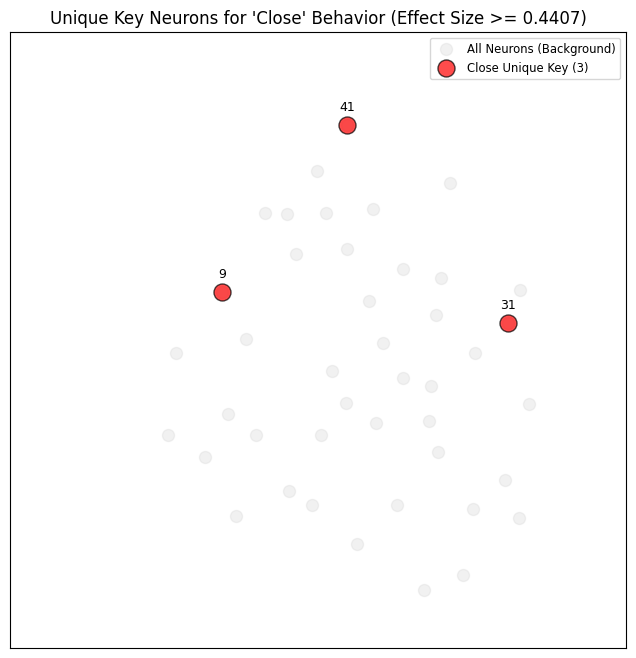 Unique Key Neurons for 'Close' Behavior (Effect Size >= 0.4407)
All Neurons (Background)
Close Unique Key (3)
41
9
31